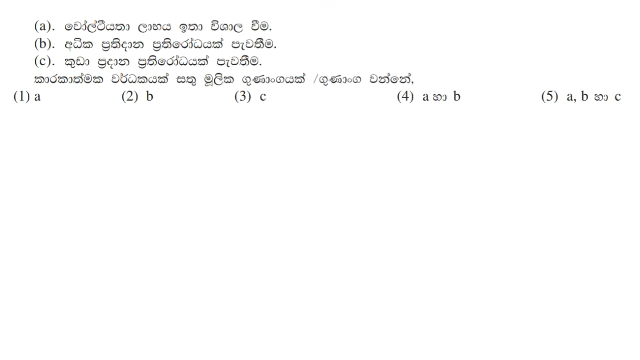 (a). වෝල්ටීයතා ලාභය ඉතා විශාල වීම.
(b). අධික ප්‍රතිදාන ප්‍රතිරෝධයක් පැවතීම.
(c). කුඩා ප්‍රදාන ප්‍රතිරෝධයක් පැවතීම.
කාරකාත්මක වර්ධකයක් සතු මූලික ගුණාංගයක් /ගුණාංග වන්නේ,
(1) a (2) b (3) c (4) a හා b (5) a, b හා c